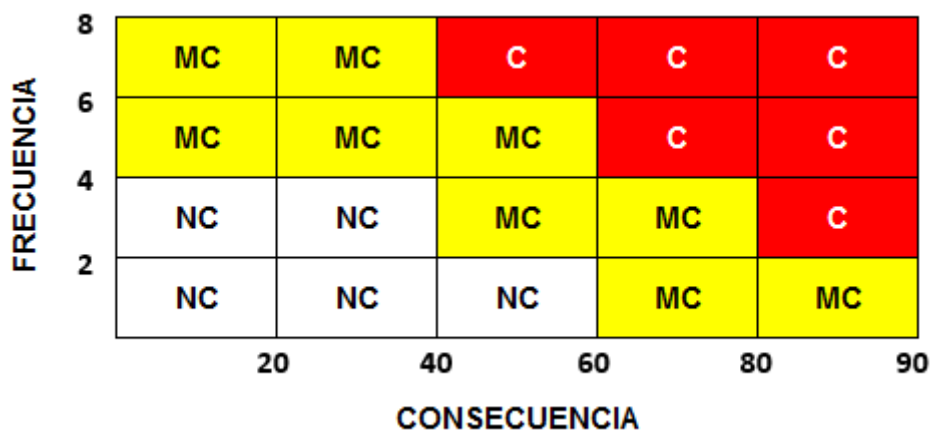 8
MC MC C C C
6
MC MC MC C C
4
NC NC MC MC C
2
NC NC NC MC MC
20 40 60 80 90
FRECUENCIA
CONSECUENCIA